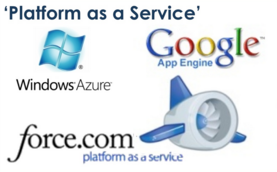 ‘Platform as a Service’
Google
App Engine
Windows Azure
force.com
platform as a service